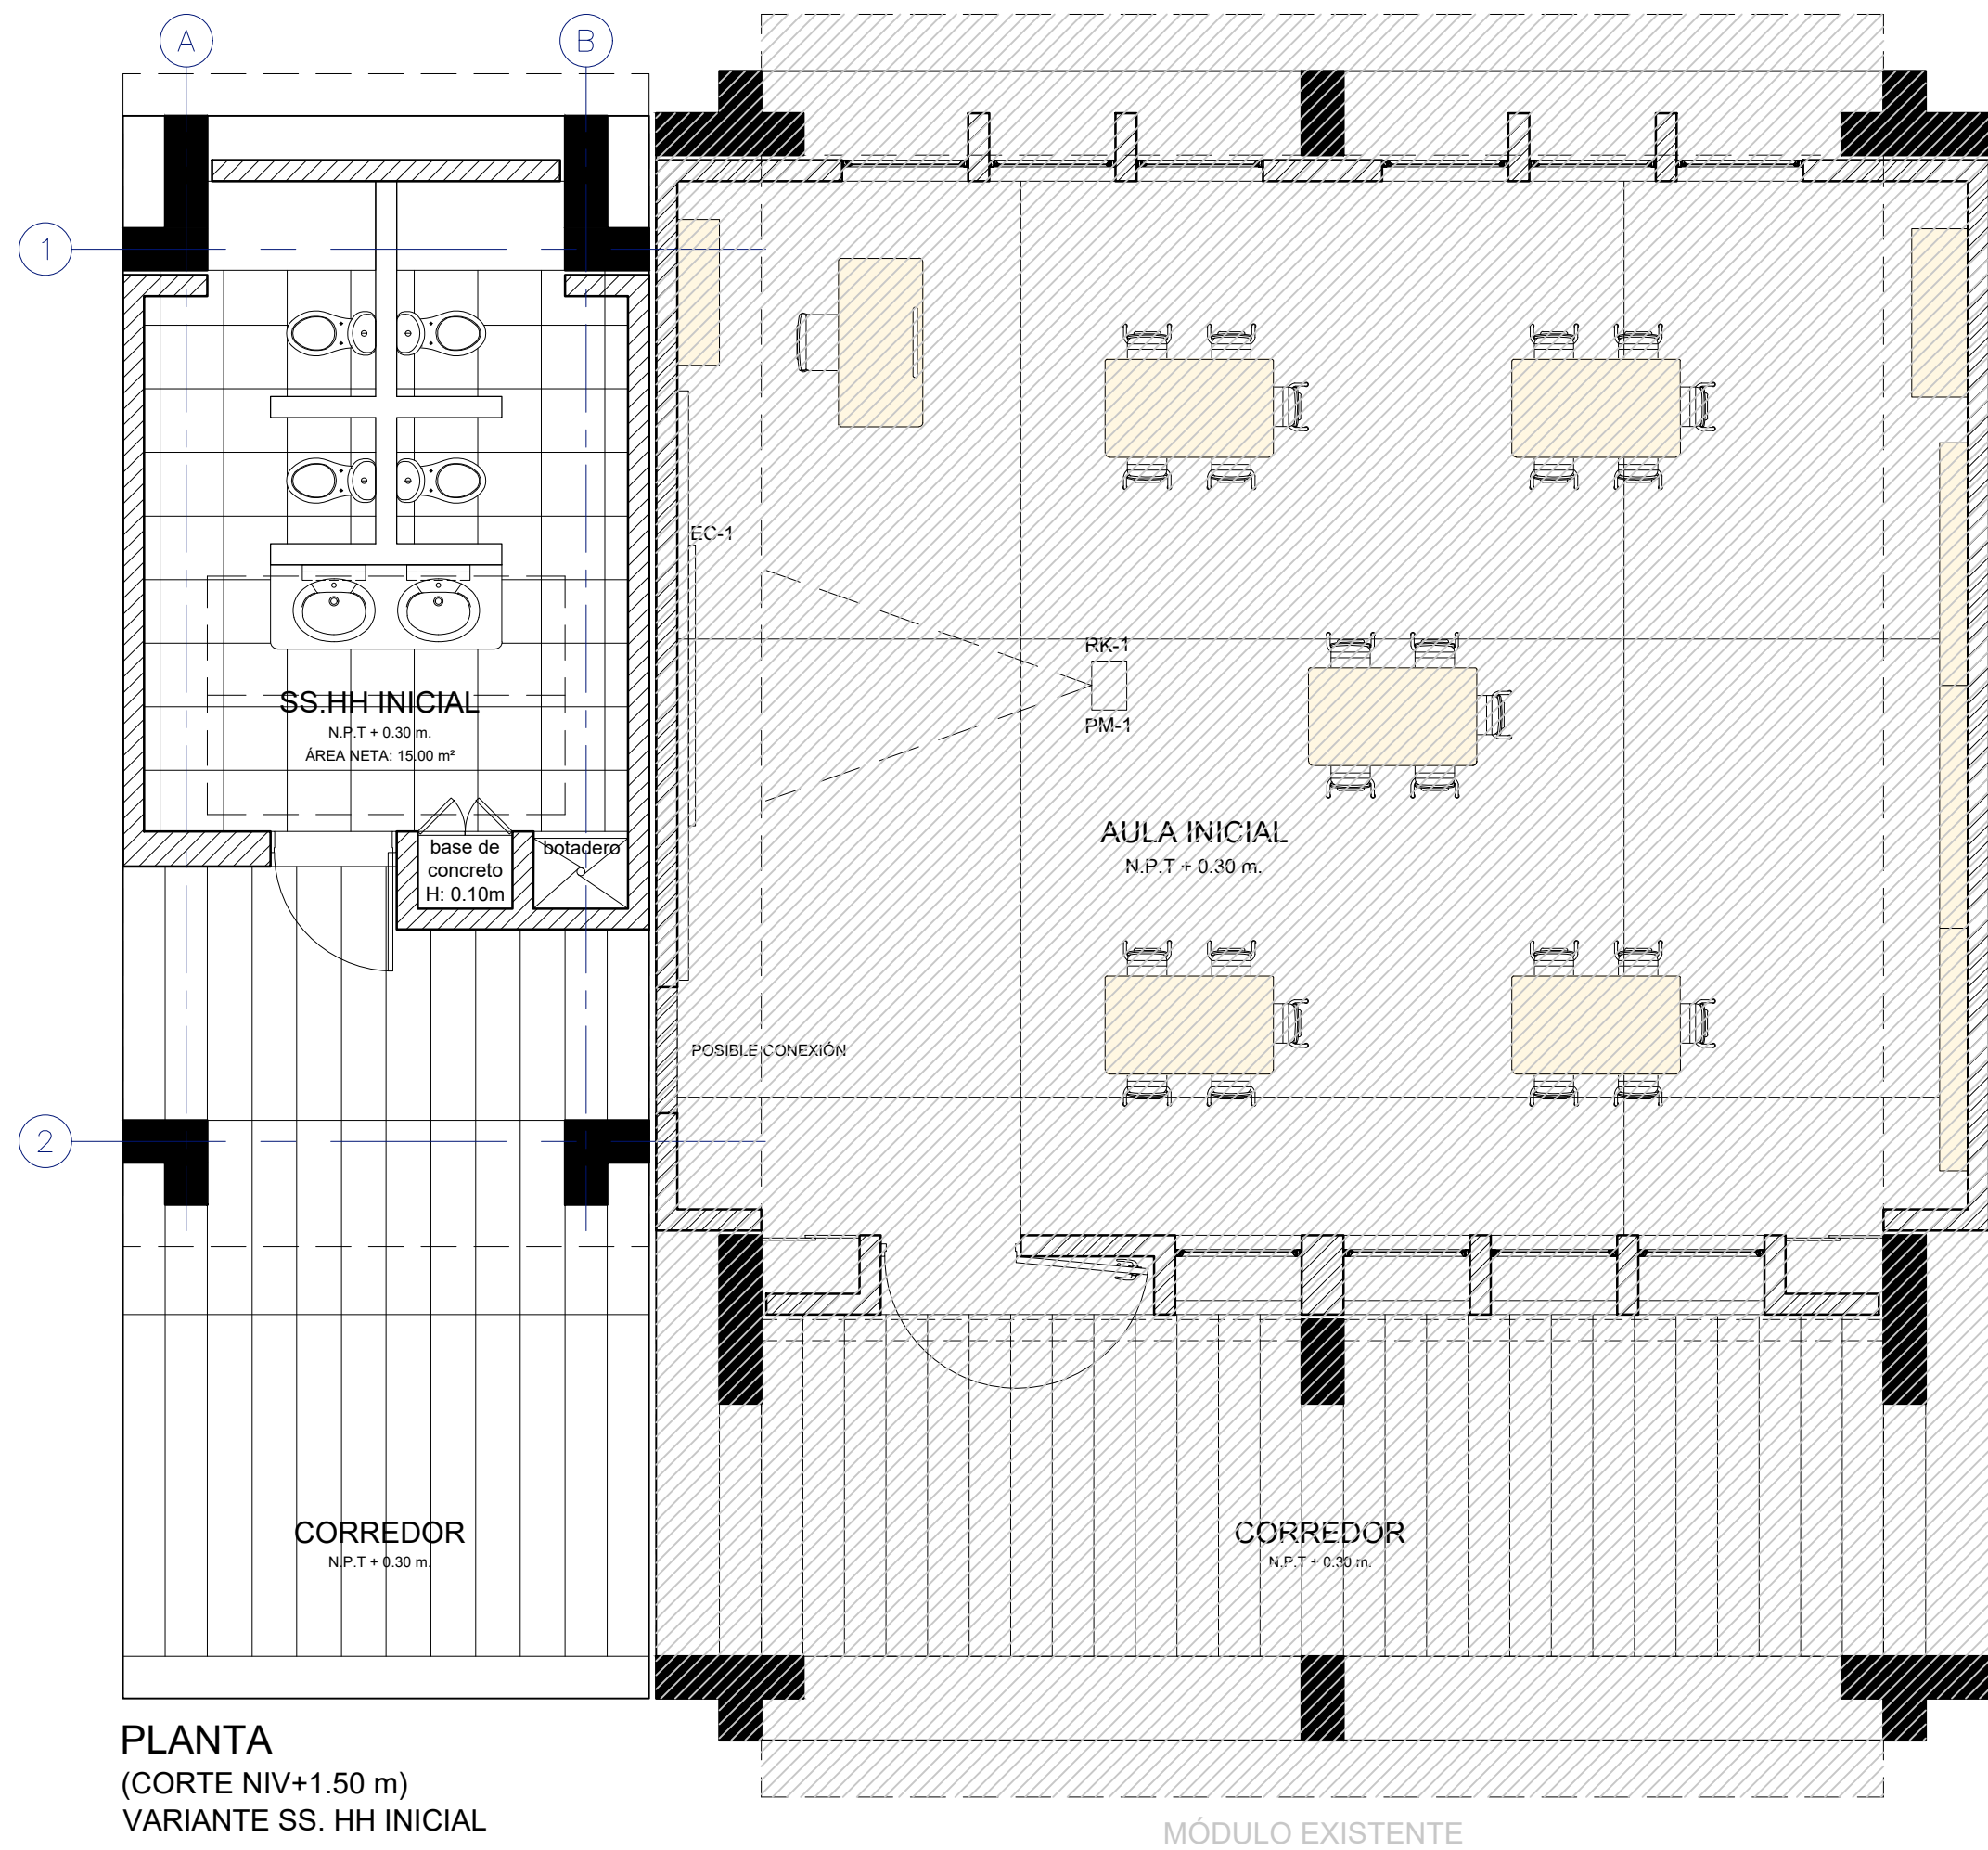 A
B
1
EC-1
RK-1
PM-1
SS.HH INICIAL
N.P.T + 0.30 m.
ÁREA NETA: 15.00 m²
base de
concreto
H: 0.10m
botadero
AULA INICIAL
N.P.T + 0.30 m.
POSIBLE CONEXIÓN
2
CORREDOR
N.P.T + 0.30 m.
CORREDOR
N.P.T + 0.30 m.
PLANTA
(CORTE NIV+1.50 m)
VARIANTE SS. HH INICIAL
MÓDULO EXISTENTE